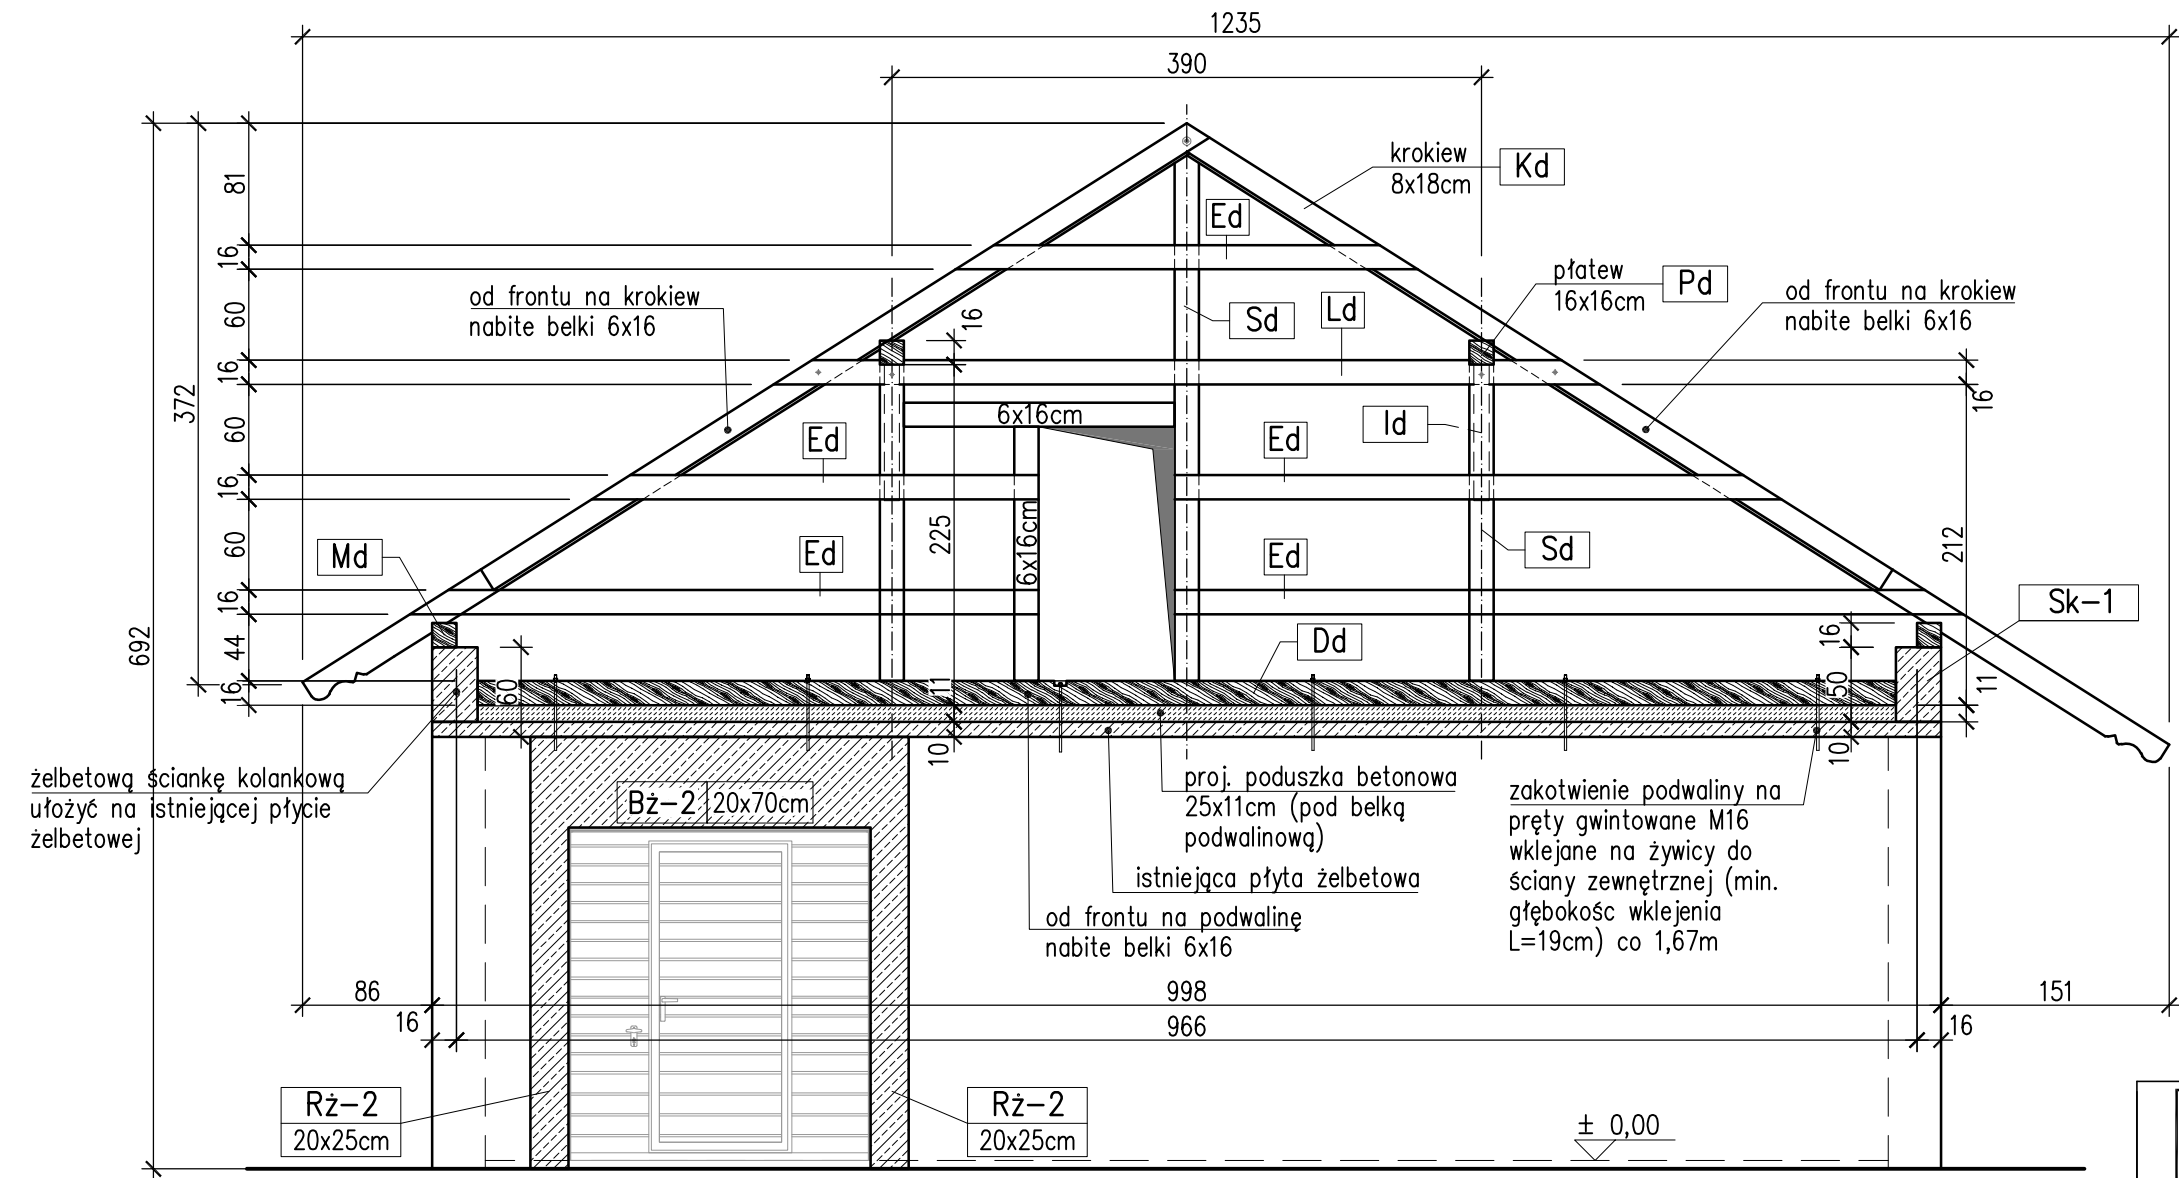 1235
390
krokiew
8x18cm
Kd
81
Ed
16
płatew
16x16cm
Pd
od frontu na krokiew
nabite belki 6x16
60
Sd
Ld
16
od frontu na krokiew
nabite belki 6x16
16
372
16
60
6x16cm
Id
Ed
Ed
16
225
6x16cm
60
Md
Ed
Ed
Sd
212
16
Sk-1
692
44
Dd
16
16
60
11
50
11
10
10
żelbetową ściankę kolankową
ułożyć na istniejącej płycie
żelbetowej
Bż-2
20x70cm
proj. poduszka betonowa
25x11cm (pod belką
podwalinową)
istniejąca płyta żelbetowa
od frontu na podwalinę
nabite belki 6x16
zakotwienie podwaliny na
pręty gwintowane M16
wklejane na żywicy do
ściany zewnętrznej (min.
głębokośc wklejenia
L=19cm) co 1,67m
86
998
151
16
966
16
Rż-2
20x25cm
Rż-2
20x25cm
± 0,00